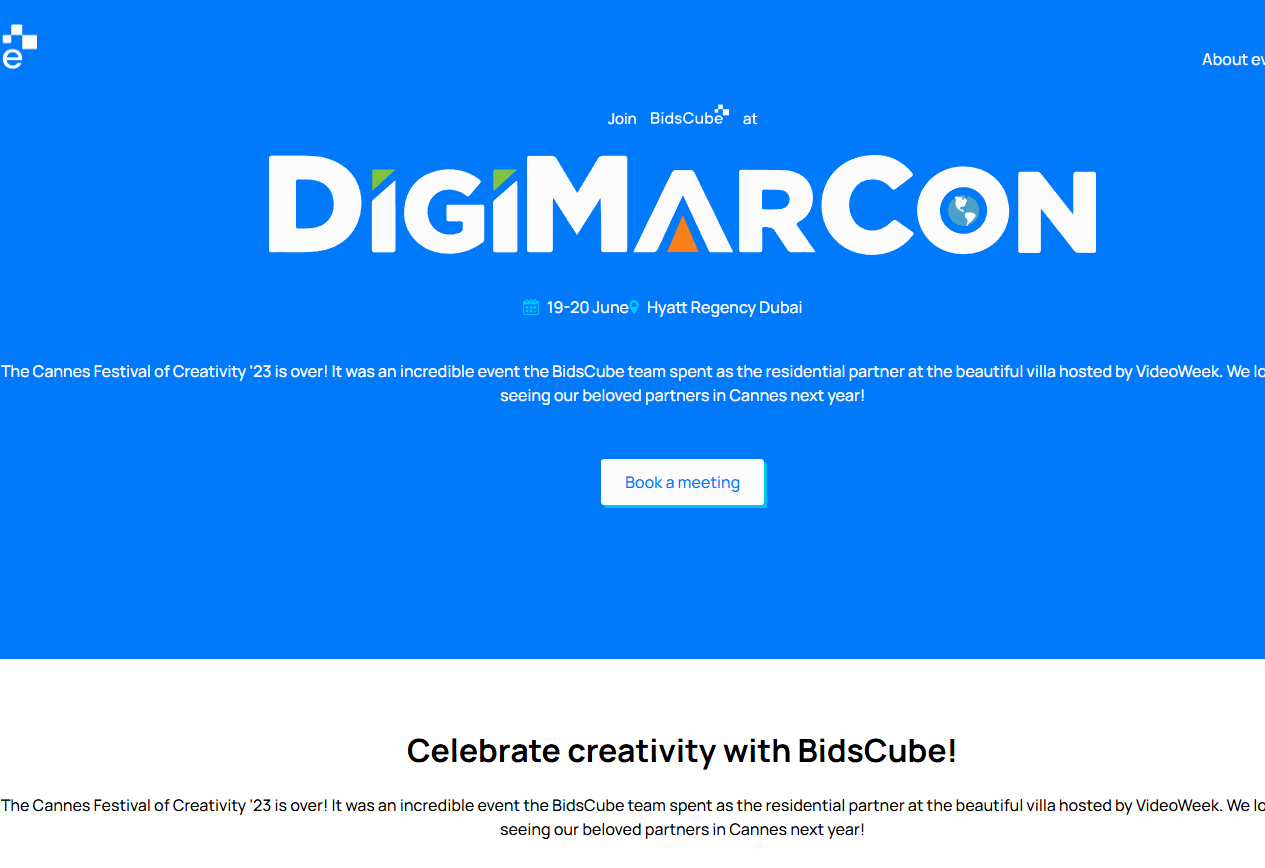 e
About ev
Join BidsCube at
DIGIMARCON
19-20 June Hyatt Regency Dubai
The Cannes Festival of Creativity '23 is over! It was an incredible event the BidsCube team spent as the residential partner at the beautiful villa hosted by VideoWeek. We lo
seeing our beloved partners in Cannes next year!
Book a meeting
Celebrate creativity with BidsCube!
The Cannes Festival of Creativity '23 is over! It was an incredible event the BidsCube team spent as the residential partner at the beautiful villa hosted by VideoWeek. We lo
seeing our beloved partners in Cannes next year!